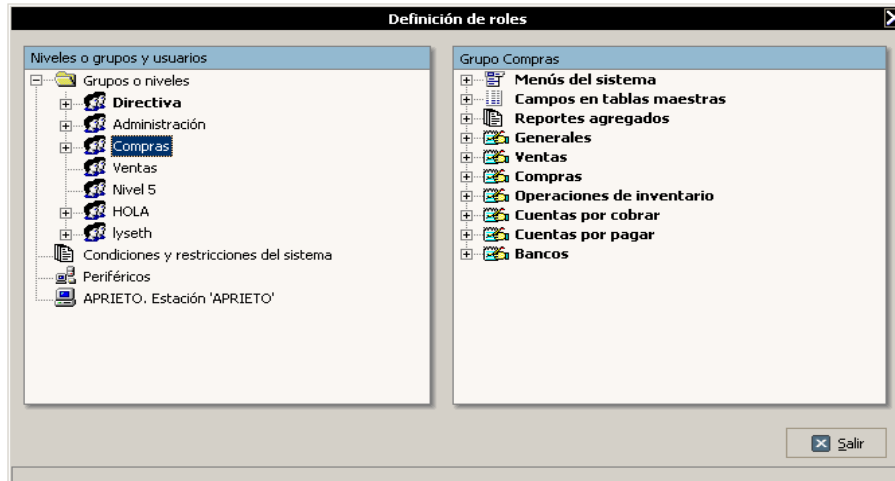 Definición de roles
Niveles o grupos y usuarios
Grupos o niveles
Directiva
Administración
Compras
Ventas
Nivel 5
HOLA
lyseth
Condiciones y restricciones del sistema
Periféricos
APRIETO. Estación 'APRIETO'
Grupo Compras
Menús del sistema
Campos en tablas maestras
Reportes agregados
Generales
Ventas
Compras
Operaciones de inventario
Cuentas por cobrar
Cuentas por pagar
Bancos
Salir